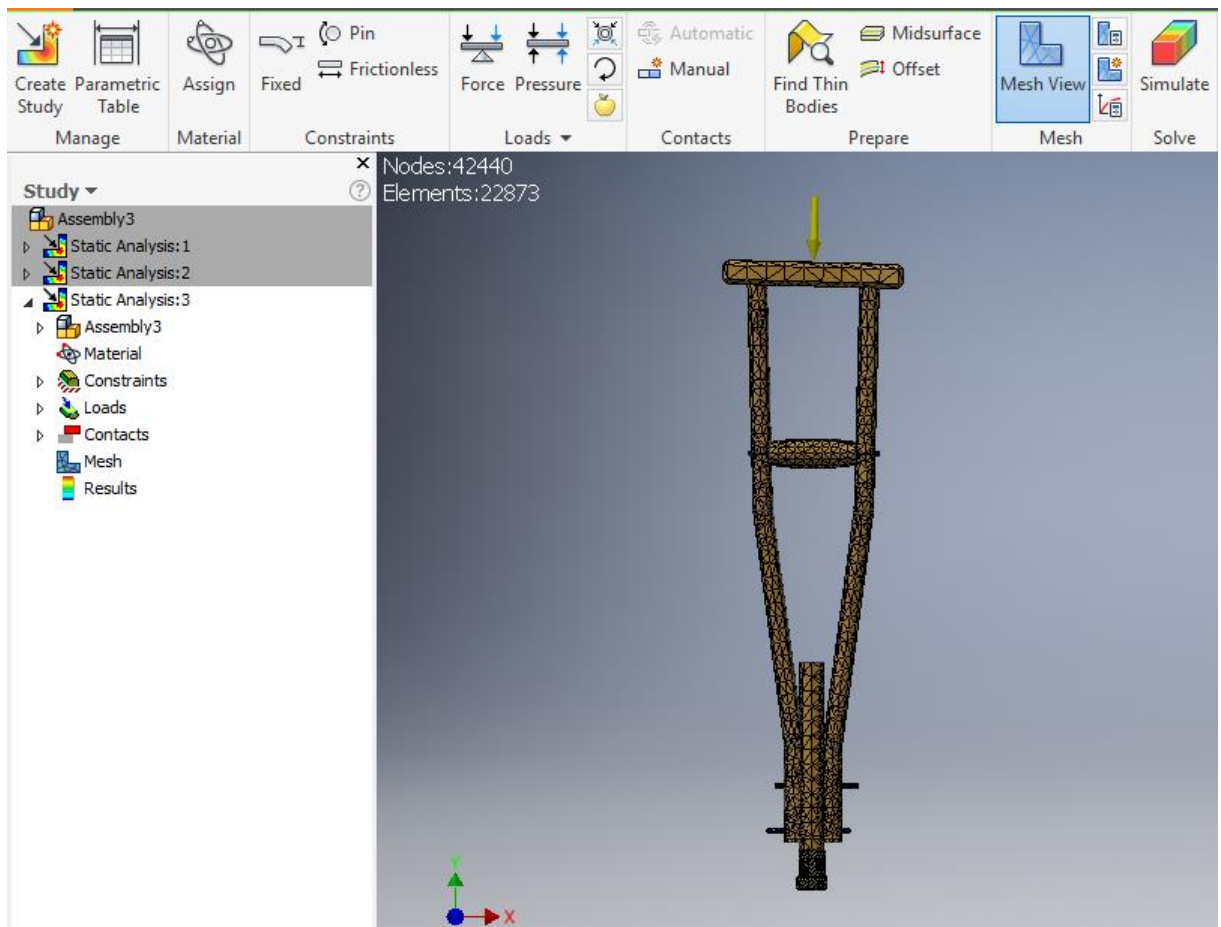 Create Study
Parametric Table
Assign
Fixed
Pin
Frictionless
Force
Pressure
Automatic
Manual
Find Thin Bodies
Midsurface
Offset
Mesh View
Simulate
Manage
Material
Constraints
Loads
Contacts
Prepare
Mesh
Solve
Study
Assembly3
Static Analysis:1
Static Analysis:2
Static Analysis:3
Assembly3
Material
Constraints
Loads
Contacts
Mesh
Results
Nodes:42440
Elements:22873
Y
X